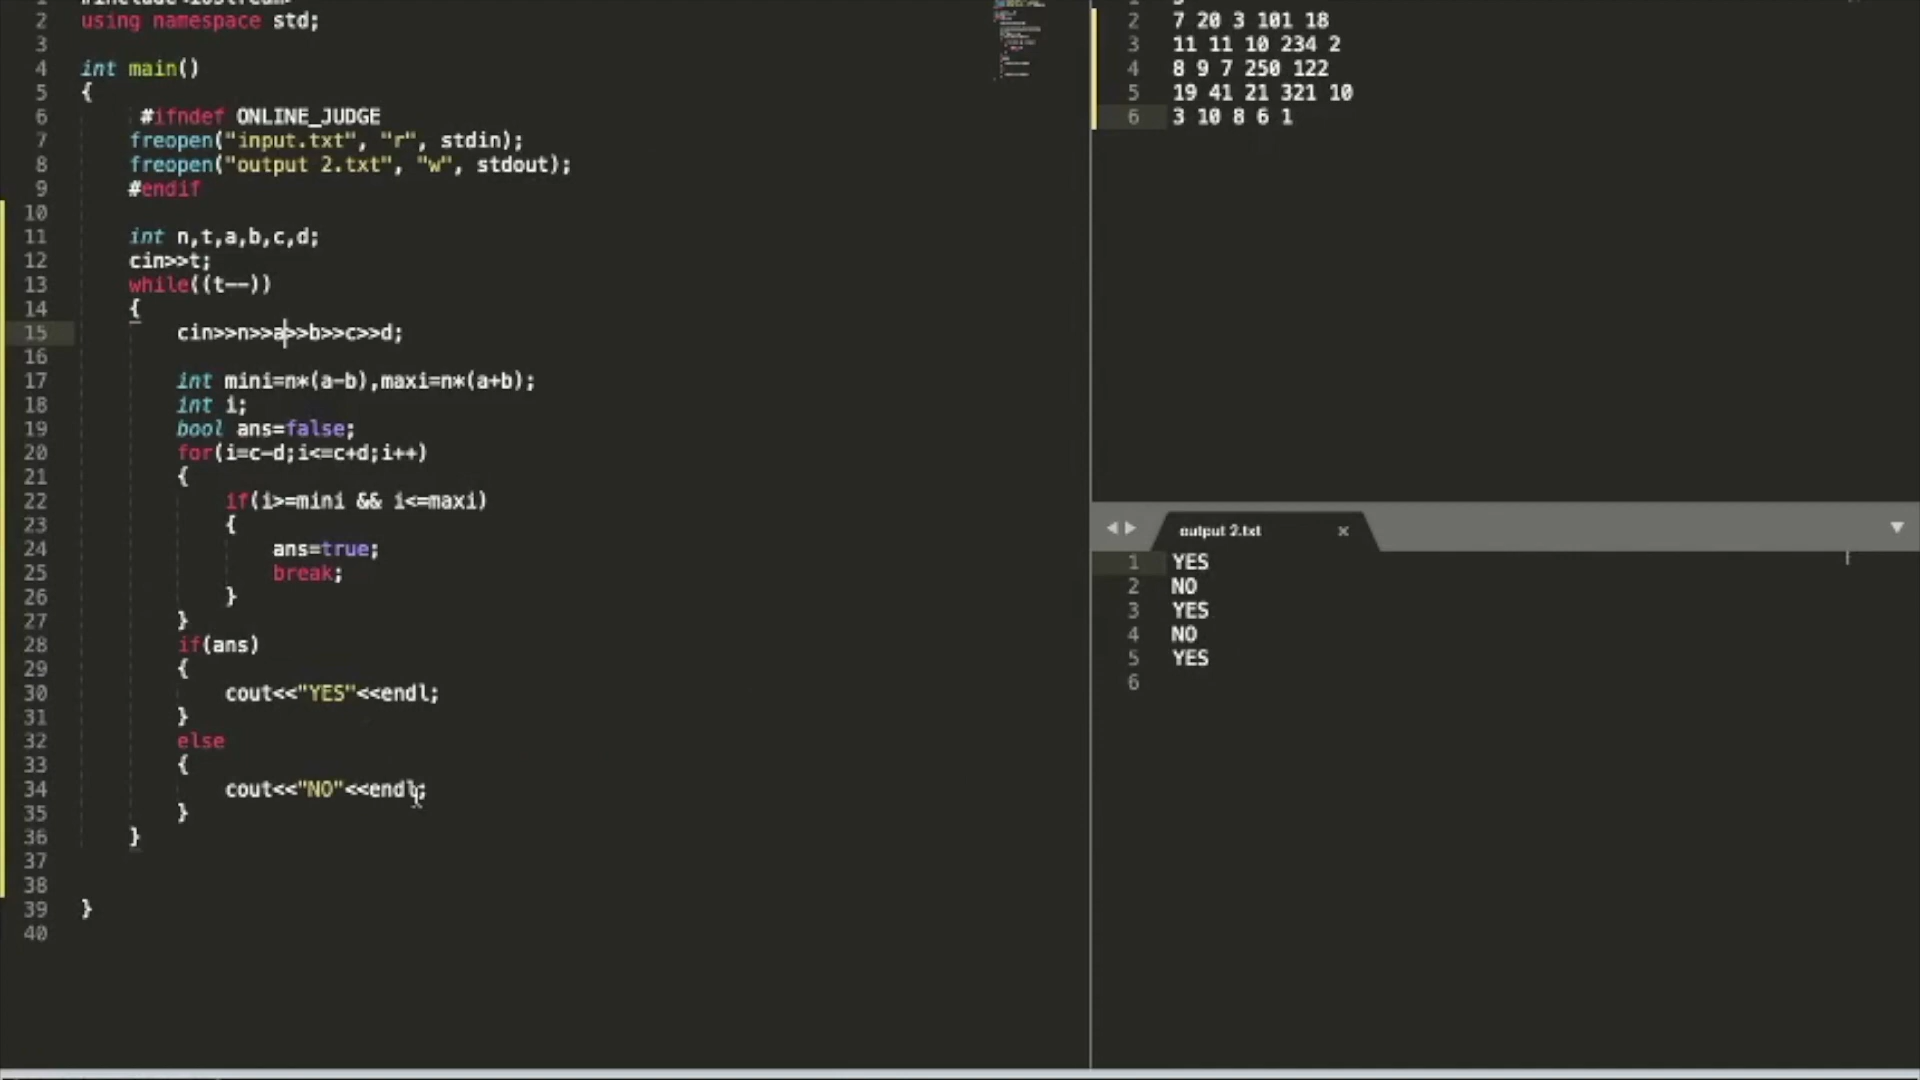 #include<iostream>
2 using namespace std;
3
4 int main()
5 {
6 #ifndef ONLINE_JUDGE
7 freopen("input.txt", "r", stdin);
8 freopen("output 2.txt", "w", stdout);
9 #endif
10
11 int n,t,a,b,c,d;
12 cin>>t;
13 while((t--))
14 {
15 cin>>n>>a>>b>>c>>d;
16
17 int mini=n*(a-b),maxi=n*(a+b);
18 int i;
19 bool ans=false;
20 for(i=c-d;i<=c+d;i++)
21 {
22 if(i>=mini && i<=maxi)
23 {
24 ans=true;
25 break;
26 }
27 }
28 if(ans)
29 {
30 cout<<"YES"<<endl;
31 }
32 else
33 {
34 cout<<"NO"<<endl;
35 }
36 }
37
38
39 }
40
2 7 20 3 101 18
3 11 11 10 234 2
4 8 9 7 250 122
5 19 41 21 321 10
6 3 10 8 6 1
output 2.txt
1 YES
2 NO
3 YES
4 NO
5 YES
6